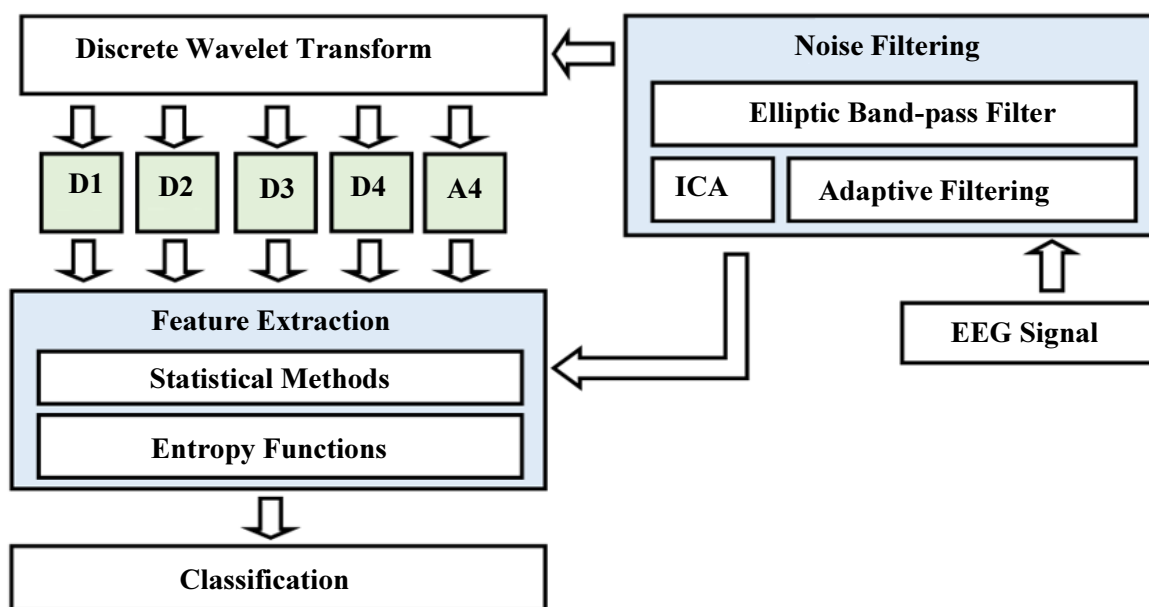 Discrete Wavelet Transform
Noise Filtering
Elliptic Band-pass Filter
ICA
Adaptive Filtering
D1
D2
D3
D4
A4
EEG Signal
Feature Extraction
Statistical Methods
Entropy Functions
Classification